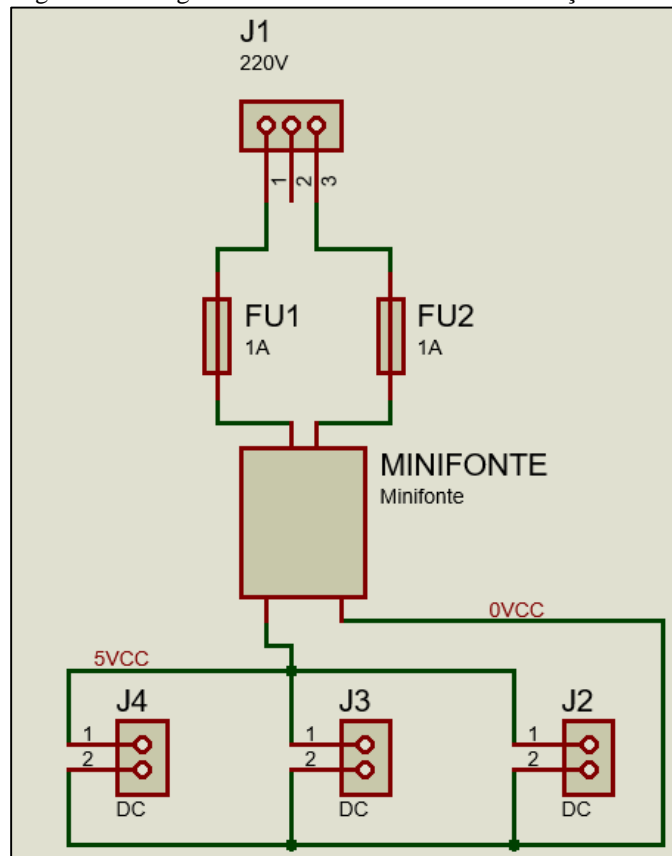 J1
220V
1
2
3
FU1
1A
FU2
1A
MINIFONTE
Minifonte
0VCC
5VCC
J4
1
2
DC
J3
1
2
DC
J2
1
2
DC